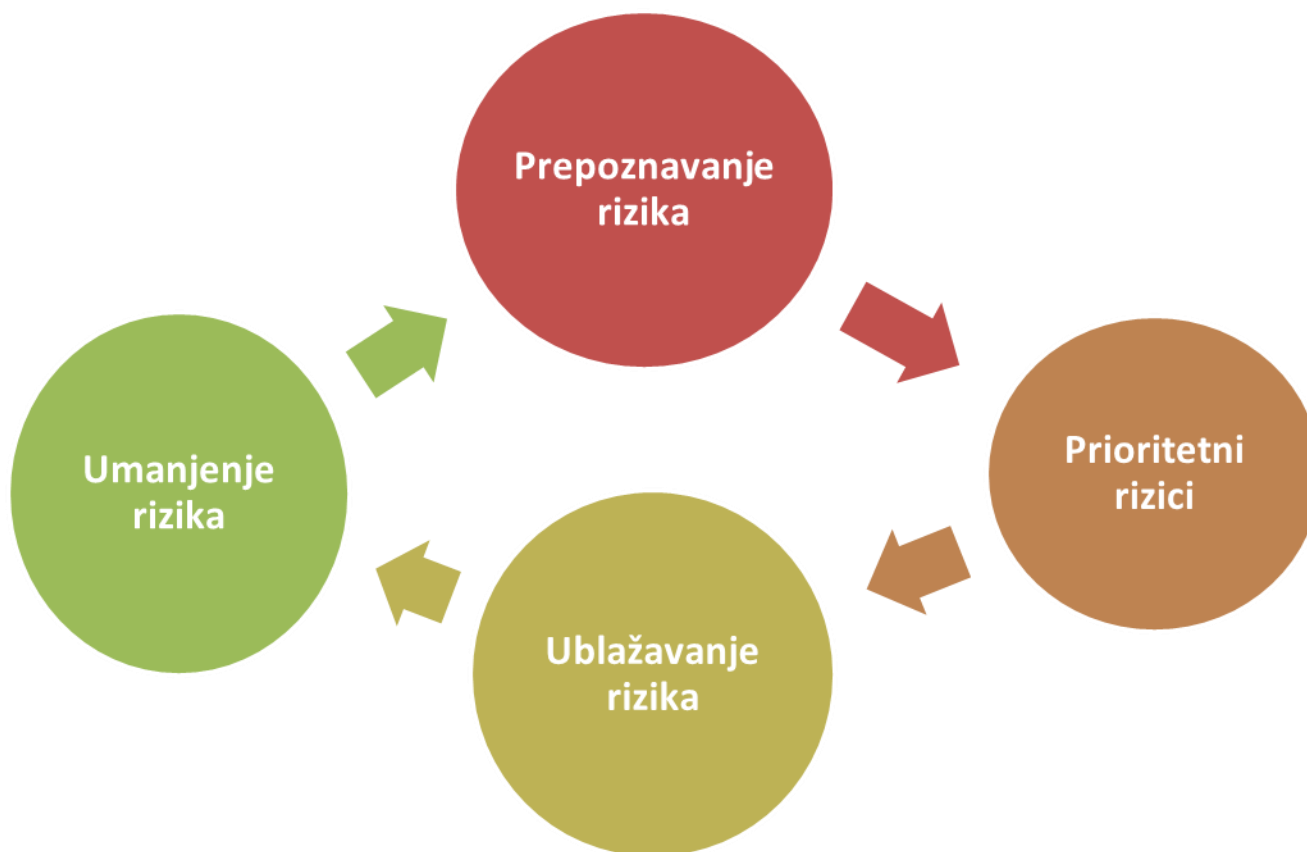 Prepoznavanje
rizika
Prioritetni
rizici
Ublažavanje
rizika
Umanjenje
rizika